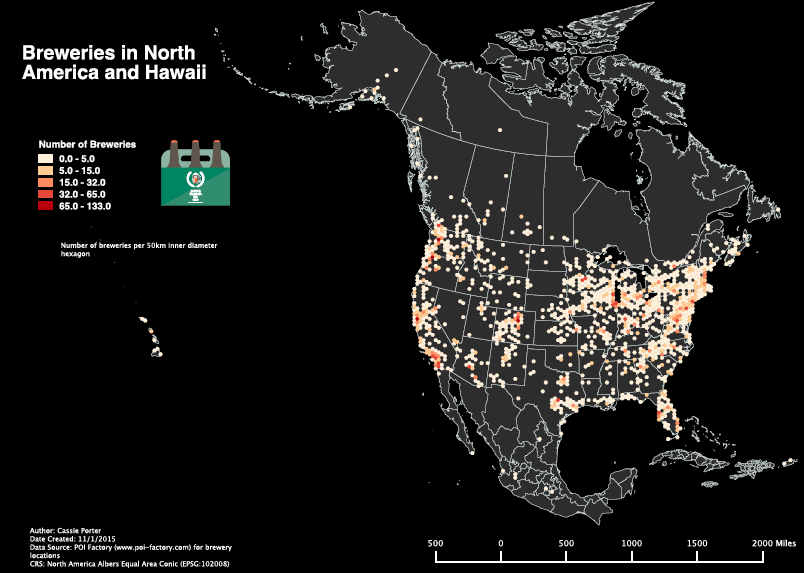 Breweries in North
America and Hawaii
Number of Breweries
0.0 - 5.0
5.0 - 15.0
15.0 - 32.0
32.0 - 65.0
65.0 - 133.0
Number of breweries per 50km inner diameter
hexagon
Author: Cassie Porter
Date Created: 11/1/2015
Data Source: POI Factory (www.poi-factory.com) for brewery
locations
CRS: North America Albers Equal Area Conic (EPSG:102008)
500 0 500 1000 1500 2000 Miles